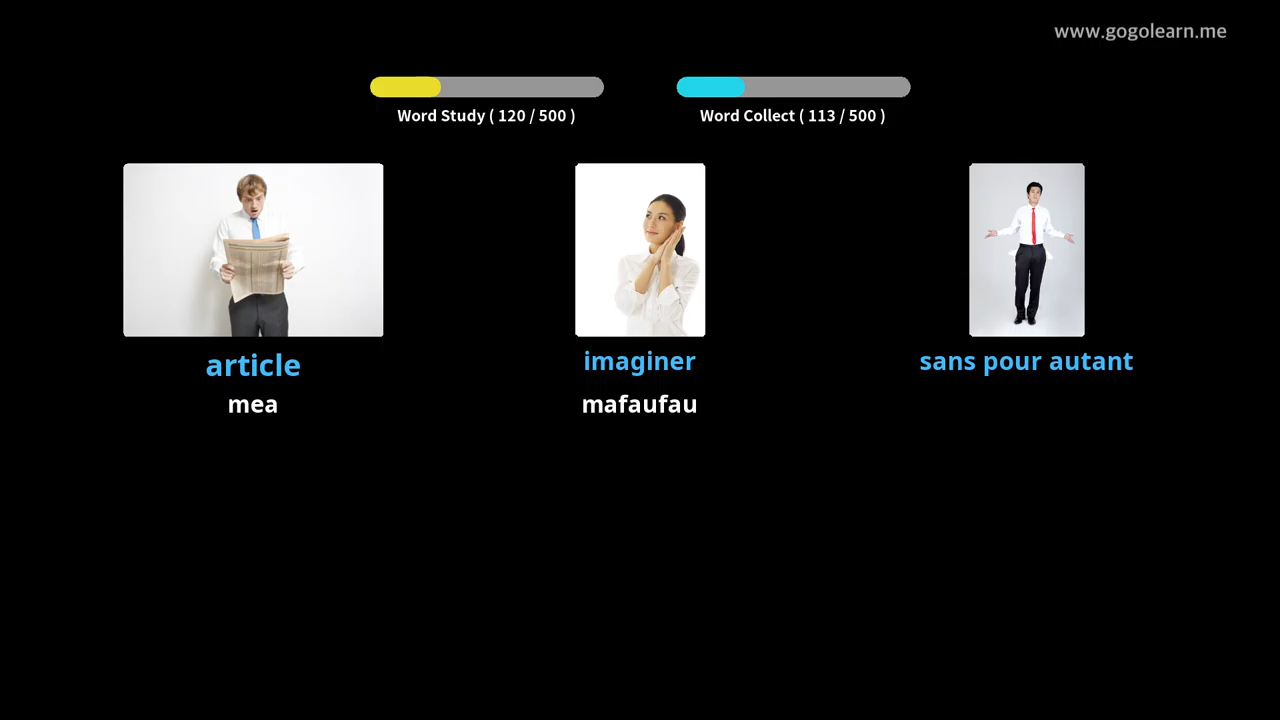 www.gogolearn.me
Word Study ( 120 / 500 )
Word Collect ( 113 / 500 )
article
imaginer
sans pour autant
mea
mafaufau